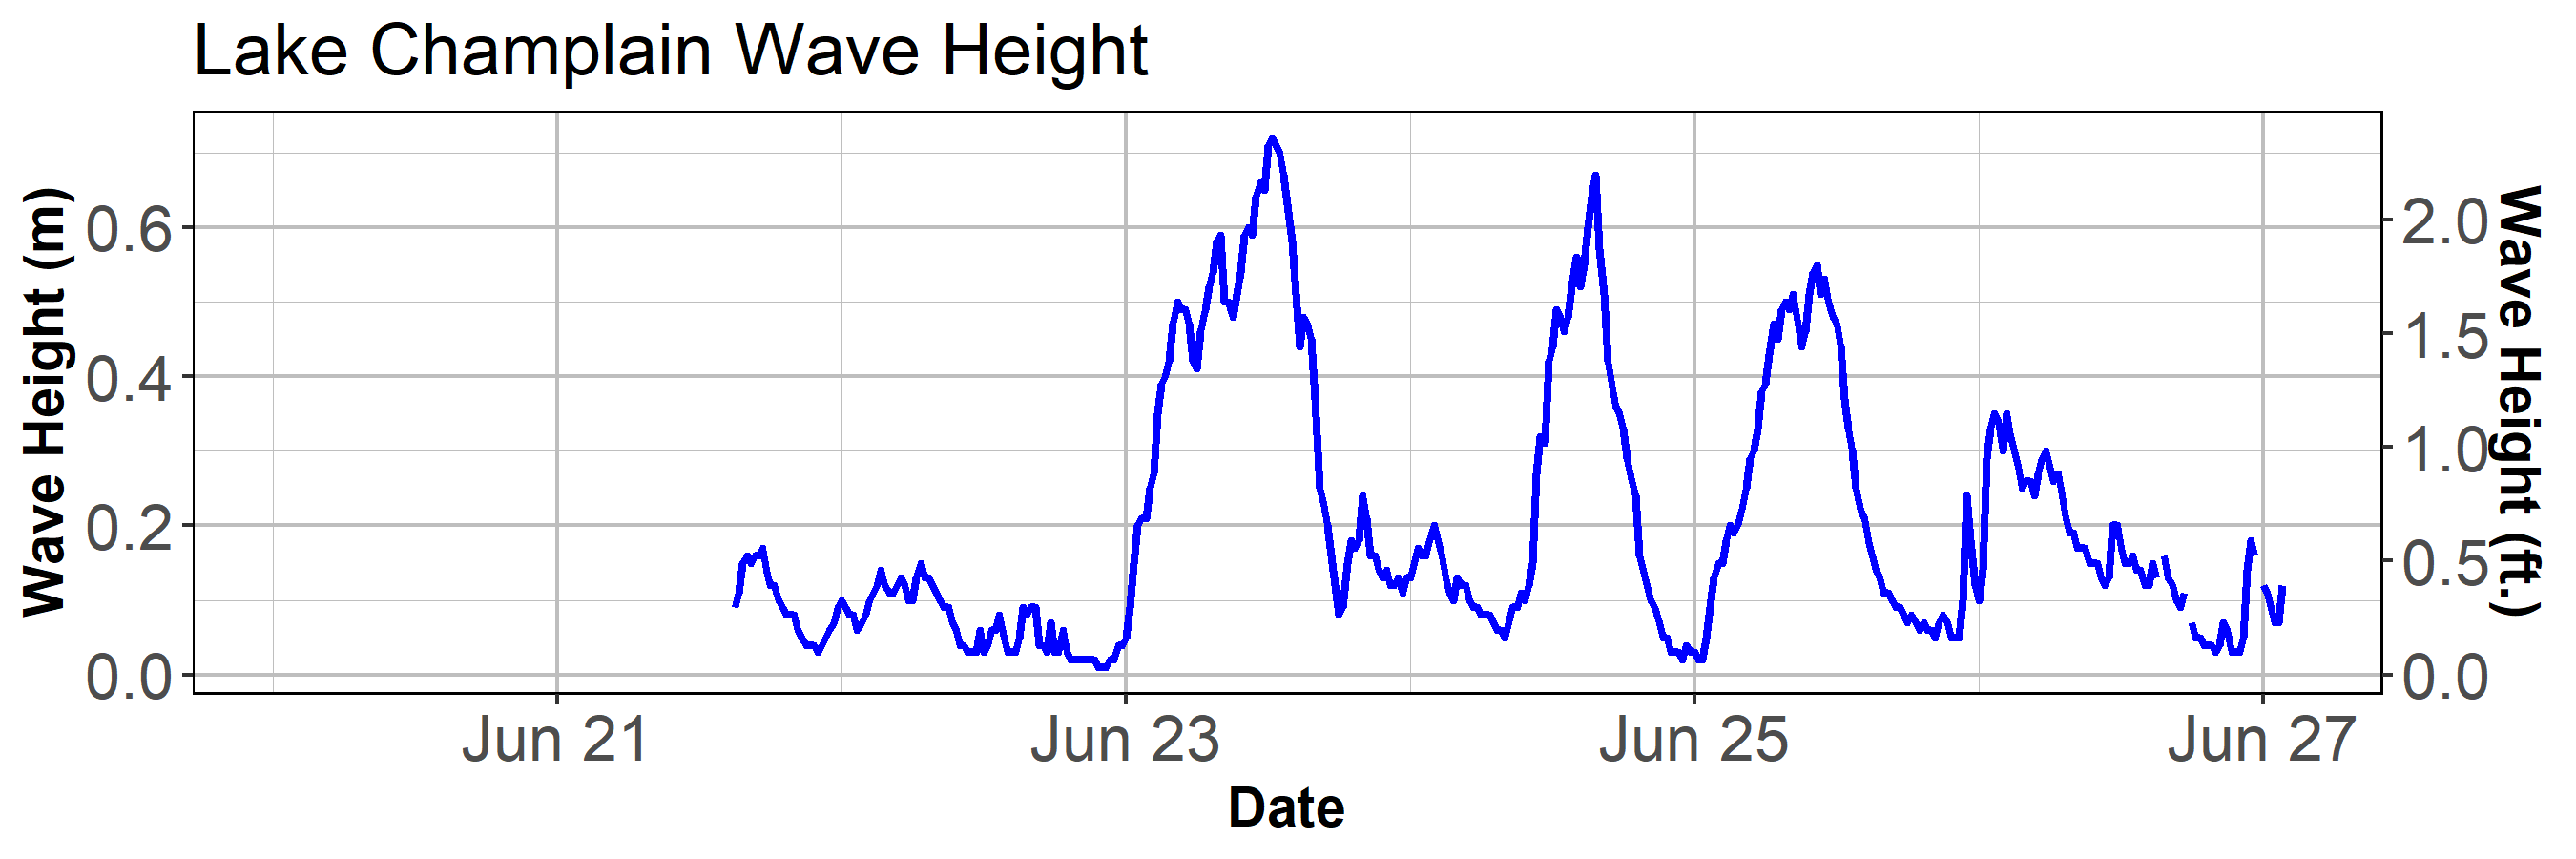 Lake Champlain Wave Height
Wave Height (m)
0.6
0.4
0.2
0.0
2.0
1.5
1.0
0.5
0.0
Wave Height (ft.)
Jun 21 Jun 23 Jun 25 Jun 27
Date